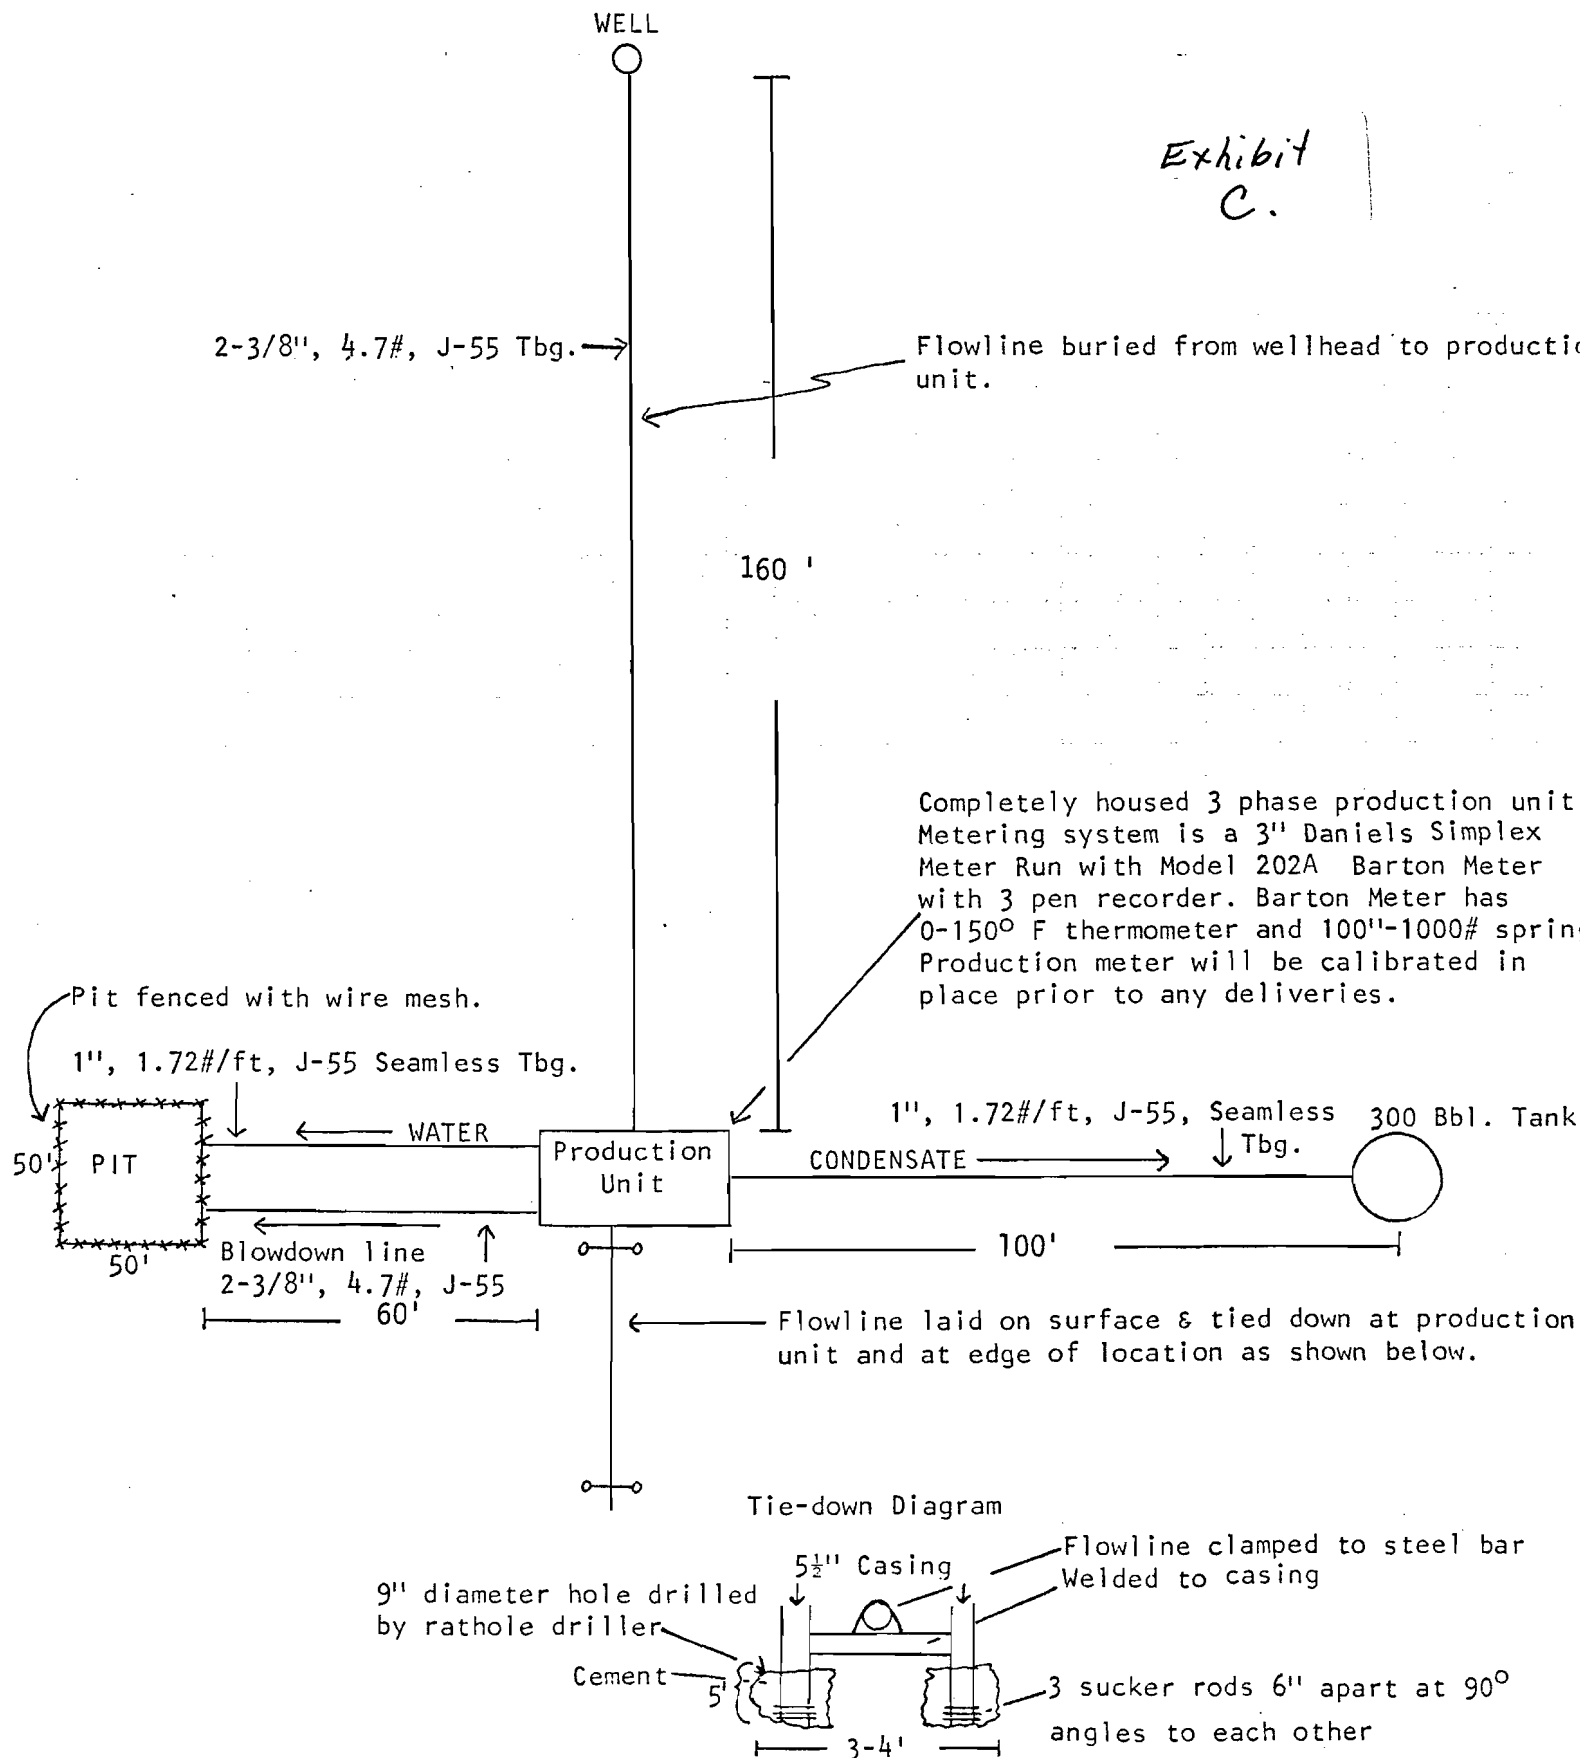 WELL
Exhibit
C.
2-3/8", 4.7#, J-55 Tbg.
Flowline buried from wellhead to productio
unit.
160 '
Completely housed 3 phase production unit
Metering system is a 3" Daniels Simplex
Meter Run with Model 202A Barton Meter
with 3 pen recorder. Barton Meter has
0-150° F thermometer and 100"-1000# sprin
Production meter will be calibrated in
place prior to any deliveries.
Pit fenced with wire mesh.
1", 1.72#/ft, J-55 Seamless Tbg.
1", 1.72#/ft, J-55, Seamless
Tbg.
300 Bbl. Tank
WATER
50'
PIT
Production
Unit
CONDENSATE
50'
Blowdown line
2-3/8", 4.7#, J-55
60'
100'
Flowline laid on surface & tied down at production
unit and at edge of location as shown below.
Tie-down Diagram
5½" Casing
Flowline clamped to steel bar
Welded to casing
9" diameter hole drilled
by rathole driller
Cement
5'
3 sucker rods 6" apart at 90°
angles to each other
3-4'